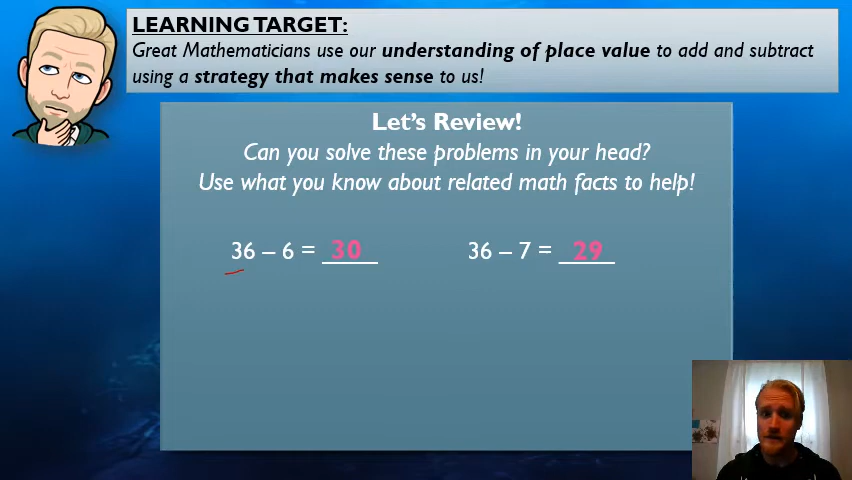 LEARNING TARGET:
Great Mathematicians use our understanding of place value to add and subtract
using a strategy that makes sense to us!
Let's Review!
Can you solve these problems in your head?
Use what you know about related math facts to help!
36 – 6 = 30
36 – 7 = 29